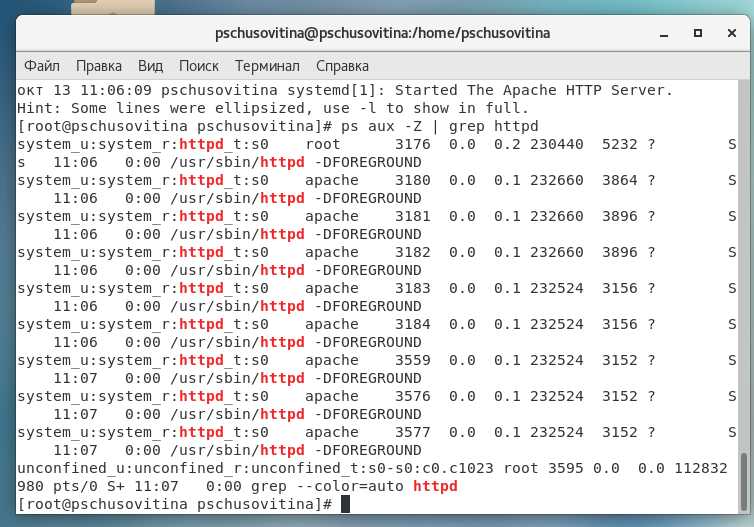 pschusovitina@pschusovitina:/home/pschusovitina
Файл Правка Вид Поиск Терминал Справка
окт 13 11:06:09 pschusovitina systemd[1]: Started The Apache HTTP Server.
Hint: Some lines were ellipsized, use -l to show in full.
[root@pschusovitina pschusovitina]# ps aux -Z | grep httpd
system_u:system_r:httpd_t:s0    root      3176  0.0  0.2 230440  5232 ?        S
s   11:06   0:00 /usr/sbin/httpd -DFOREGROUND
system_u:system_r:httpd_t:s0    apache    3180  0.0  0.1 232660  3864 ?        S
    11:06   0:00 /usr/sbin/httpd -DFOREGROUND
system_u:system_r:httpd_t:s0    apache    3181  0.0  0.1 232660  3896 ?        S
    11:06   0:00 /usr/sbin/httpd -DFOREGROUND
system_u:system_r:httpd_t:s0    apache    3182  0.0  0.1 232660  3896 ?        S
    11:06   0:00 /usr/sbin/httpd -DFOREGROUND
system_u:system_r:httpd_t:s0    apache    3183  0.0  0.1 232524  3156 ?        S
    11:06   0:00 /usr/sbin/httpd -DFOREGROUND
system_u:system_r:httpd_t:s0    apache    3184  0.0  0.1 232524  3156 ?        S
    11:06   0:00 /usr/sbin/httpd -DFOREGROUND
system_u:system_r:httpd_t:s0    apache    3559  0.0  0.1 232524  3152 ?        S
    11:07   0:00 /usr/sbin/httpd -DFOREGROUND
system_u:system_r:httpd_t:s0    apache    3576  0.0  0.1 232524  3152 ?        S
    11:07   0:00 /usr/sbin/httpd -DFOREGROUND
system_u:system_r:httpd_t:s0    apache    3577  0.0  0.1 232524  3152 ?        S
    11:07   0:00 /usr/sbin/httpd -DFOREGROUND
unconfined_u:unconfined_r:unconfined_t:s0-s0:c0.c1023 root 3595 0.0  0.0 112832
980 pts/0 S+ 11:07   0:00 grep --color=auto httpd
[root@pschusovitina pschusovitina]#